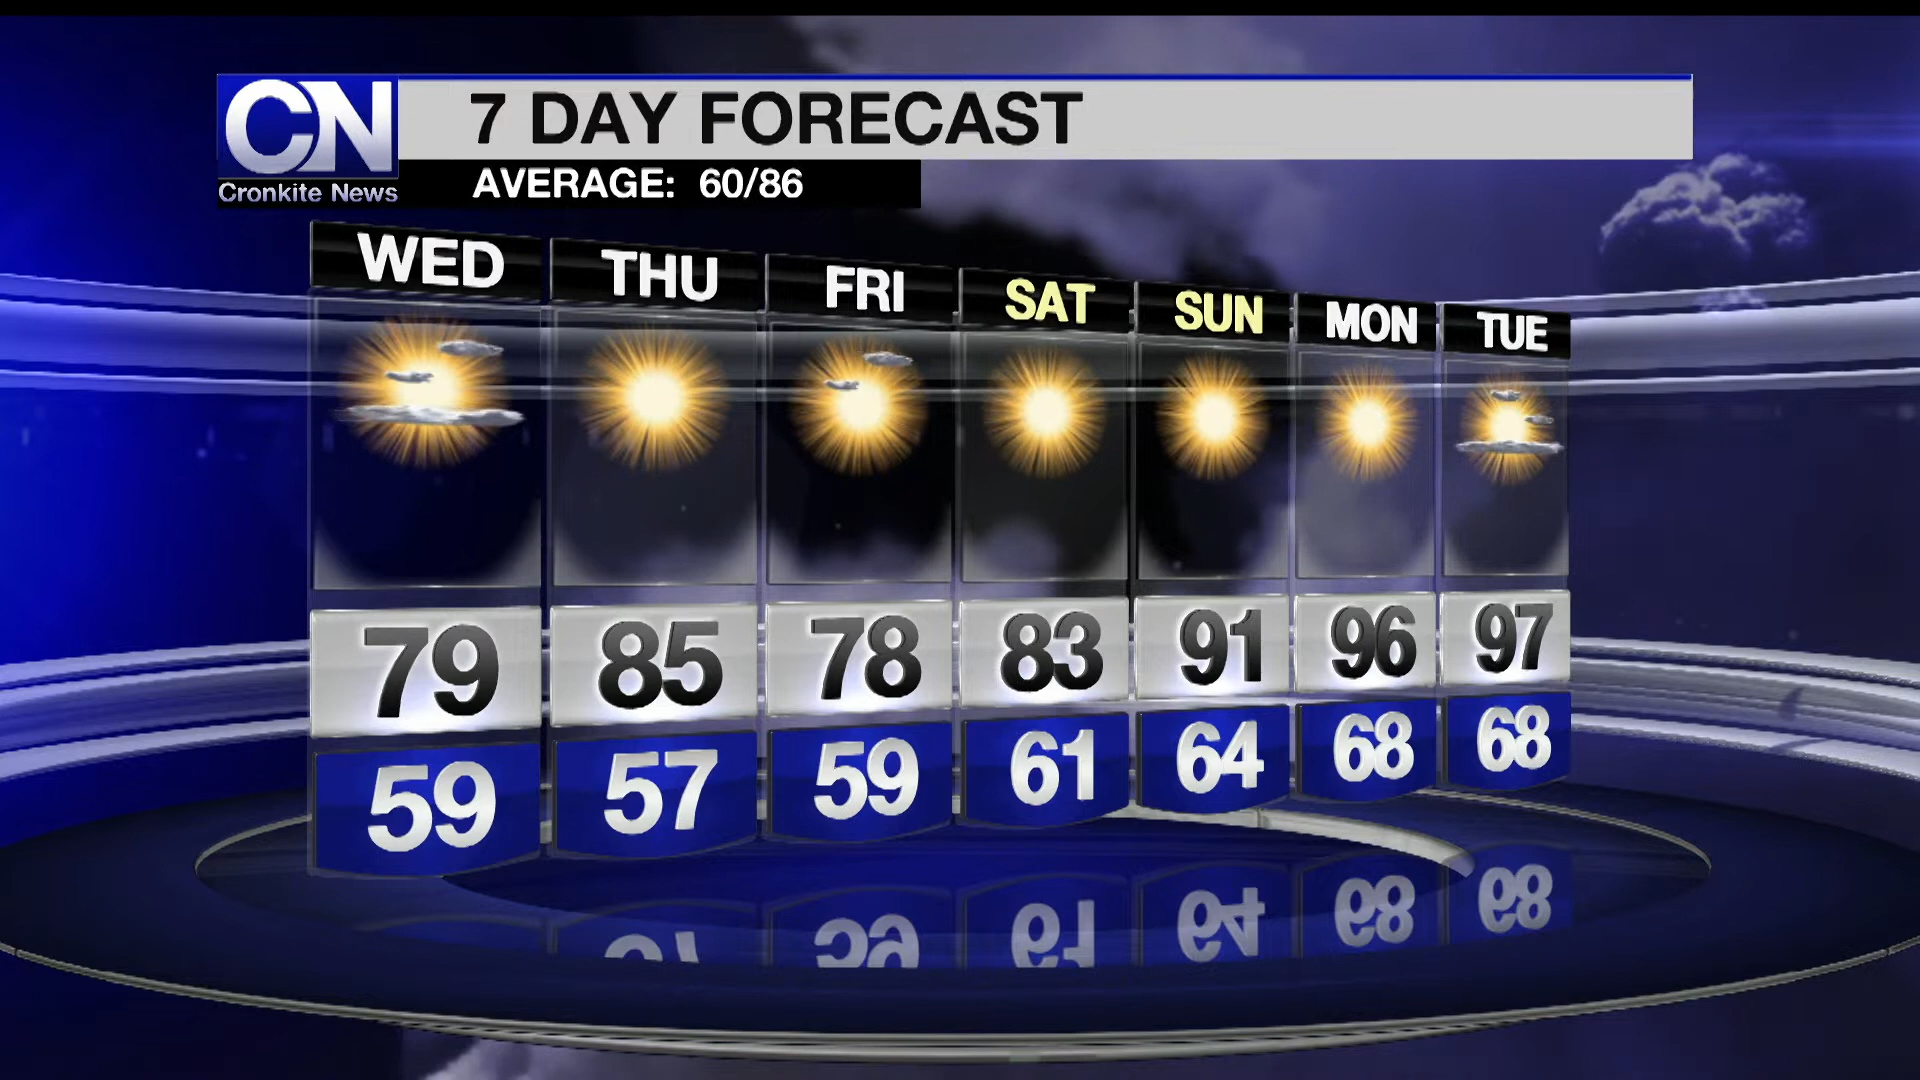 CN
Cronkite News
7 DAY FORECAST
AVERAGE: 60/86
WED THU FRI SAT SUN MON TUE
79 85 78 83 91 96 97
59 57 59 61 64 68 68